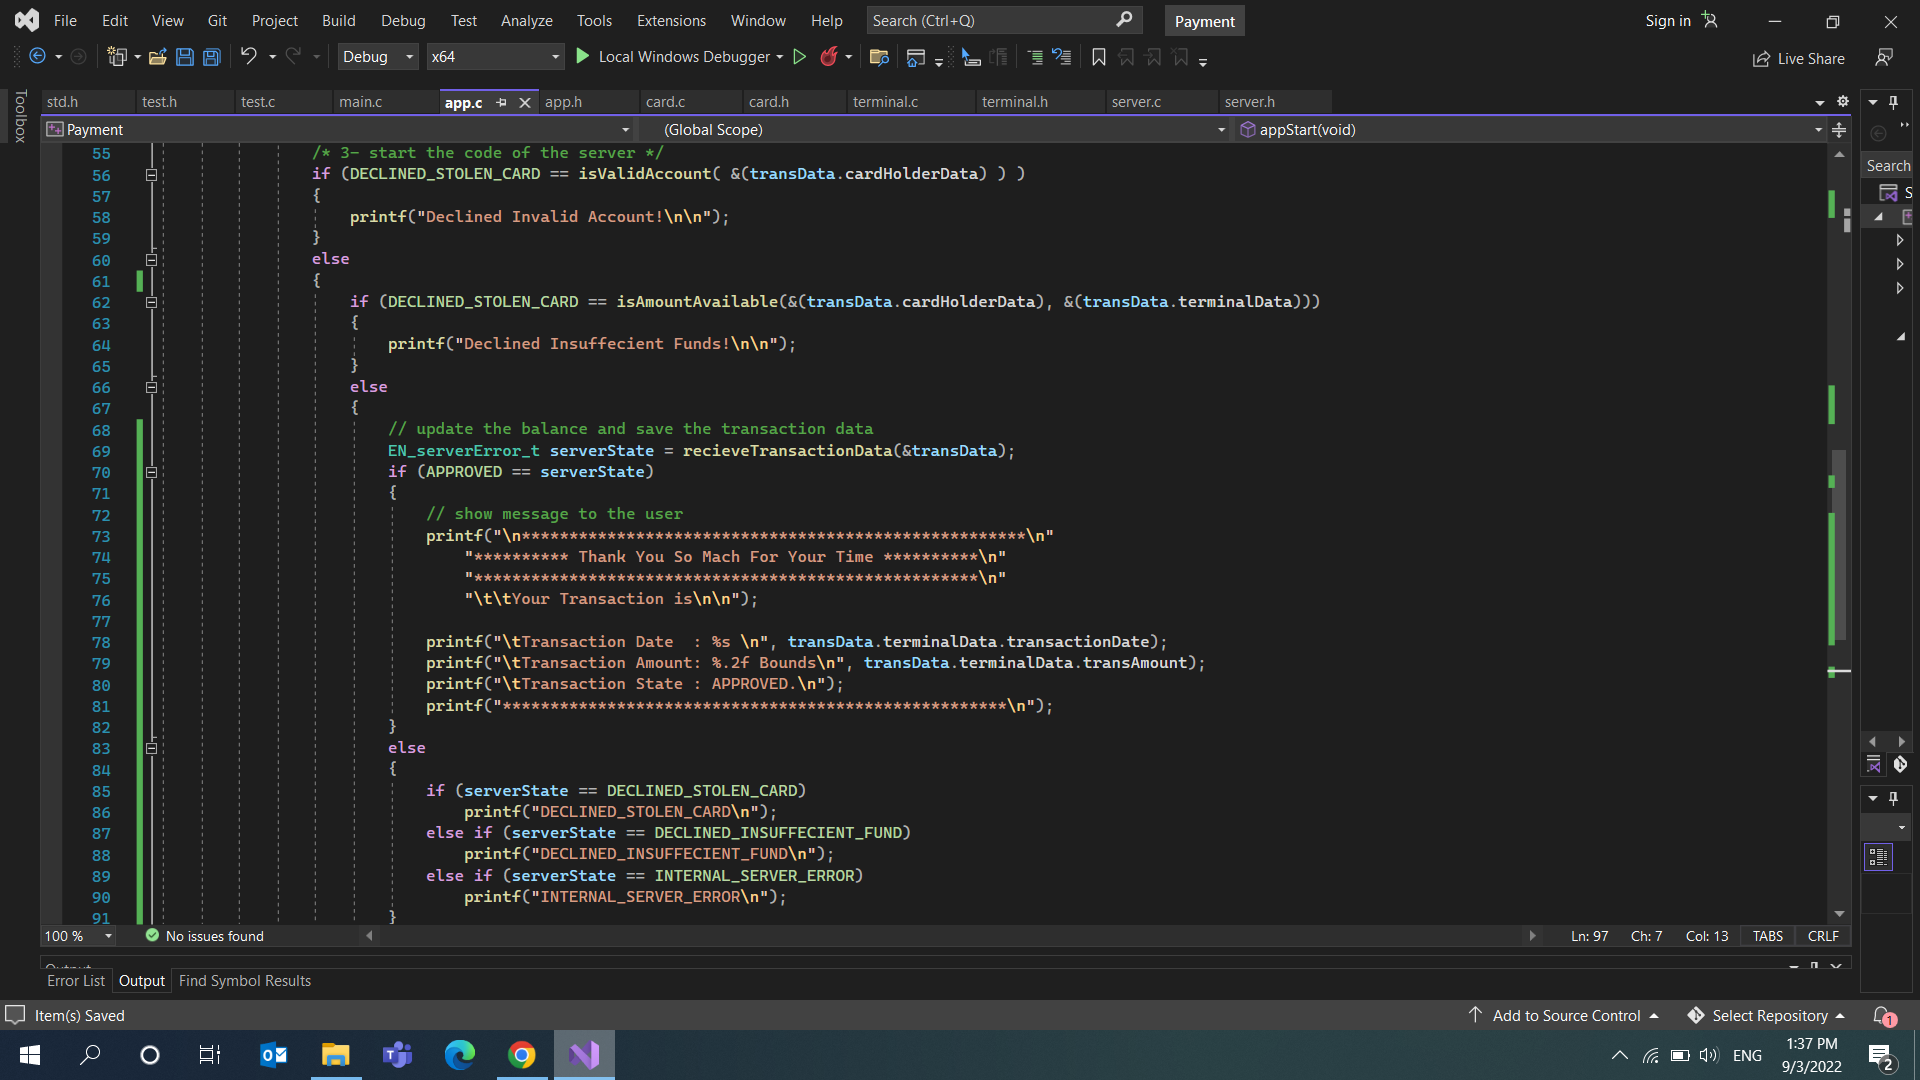 File Edit View Git Project Build Debug Test Analyze Tools Extensions Window Help Search (Ctrl+Q) Payment Sign in
Debug x64 Local Windows Debugger Live Share
Toolbox
std.h test.h test.c main.c app.c app.h card.c card.h terminal.c terminal.h server.c server.h
Payment (Global Scope) appStart(void)
Search
S
55 /* 3- start the code of the server */
56 if (DECLINED_STOLEN_CARD == isValidAccount( &(transData.cardHolderData) ) )
57 {
58 printf("Declined Invalid Account!\n\n");
59 }
60 else
61 {
62 if (DECLINED_STOLEN_CARD == isAmountAvailable(&(transData.cardHolderData), &(transData.terminalData)))
63 {
64 printf("Declined Insuffecient Funds!\n\n");
65 }
66 else
67 {
68 // update the balance and save the transaction data
69 EN_serverError_t serverState = recieveTransactionData(&transData);
70 if (APPROVED == serverState)
71 {
72 // show message to the user
73 printf("\n*****************************************************\n"
74 "********** Thank You So Mach For Your Time **********\n"
75 "*****************************************************\n"
76 "\t\tYour Transaction is\n\n");
77
78 printf("\tTransaction Date  : %s \n", transData.terminalData.transactionDate);
79 printf("\tTransaction Amount: %.2f Bounds\n", transData.terminalData.transAmount);
80 printf("\tTransaction State : APPROVED.\n");
81 printf("*****************************************************\n");
82 }
83 else
84 {
85 if (serverState == DECLINED_STOLEN_CARD)
86 printf("DECLINED_STOLEN_CARD\n");
87 else if (serverState == DECLINED_INSUFFECIENT_FUND)
88 printf("DECLINED_INSUFFECIENT_FUND\n");
89 else if (serverState == INTERNAL_SERVER_ERROR)
90 printf("INTERNAL_SERVER_ERROR\n");
91 }
100 % No issues found Ln: 97 Ch: 7 Col: 13 TABS CRLF
Output
Error List Output Find Symbol Results
Item(s) Saved Add to Source Control Select Repository 1
ENG 1:37 PM
9/3/2022 2